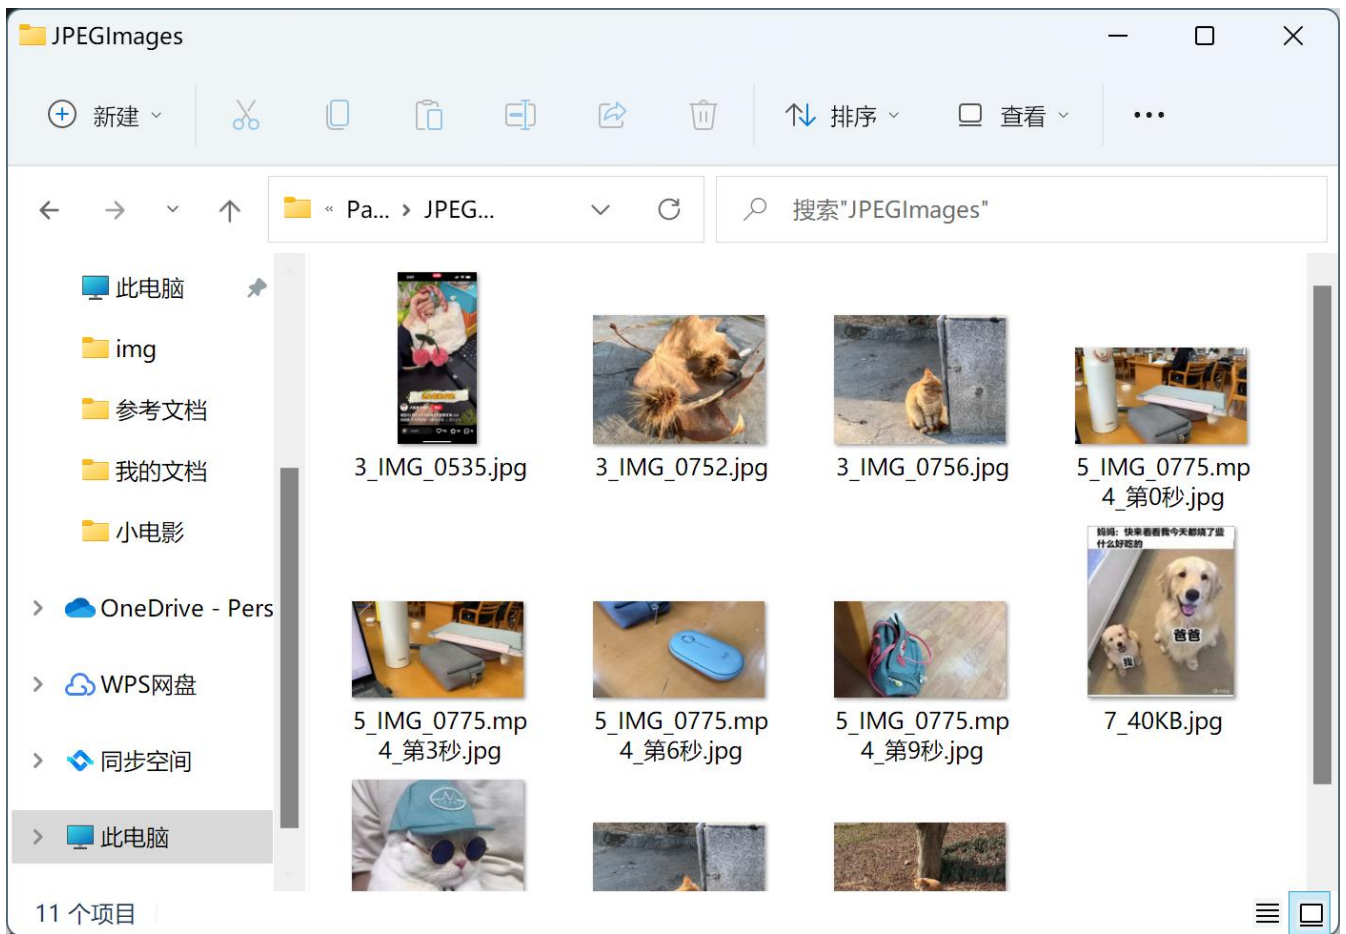 JPEGImages
新建
排序
查看
« Pa... › JPEG...
搜索"JPEGImages"
此电脑
img
参考文档
我的文档
小电影
OneDrive - Pers
WPS网盘
同步空间
此电脑
3_IMG_0535.jpg
3_IMG_0752.jpg
3_IMG_0756.jpg
5_IMG_0775.mp
4_第0秒.jpg
5_IMG_0775.mp
4_第3秒.jpg
5_IMG_0775.mp
4_第6秒.jpg
5_IMG_0775.mp
4_第9秒.jpg
妈妈：快来看看我今天都烧了些
什么好吃的
爸爸
我
7_40KB.jpg
11 个项目